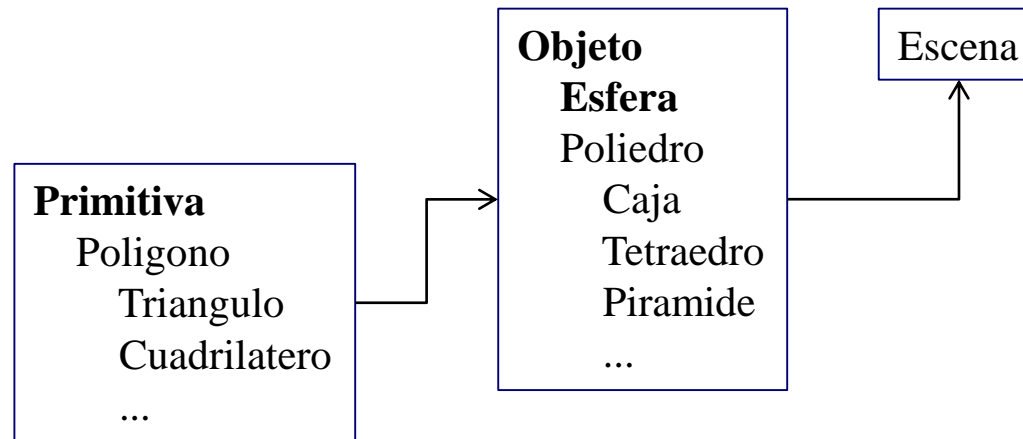 Primitiva
Poligono
Triangulo
Cuadrilatero
...
Objeto
Esfera
Poliedro
Caja
Tetraedro
Piramide
...
Escena